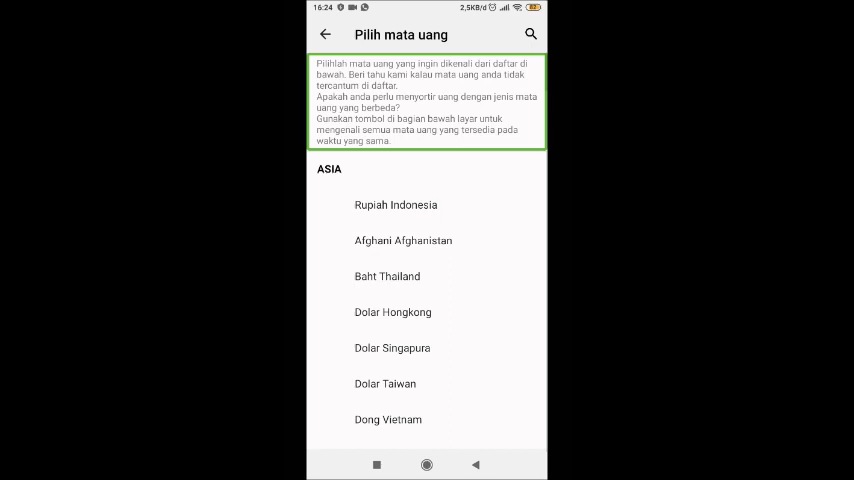 16:24 2,5KB/d 82
Pilih mata uang
Pilihlah mata uang yang ingin dikenali dari daftar di
bawah. Beri tahu kami kalau mata uang anda tidak
tercantum di daftar.
Apakah anda perlu menyortir uang dengan jenis mata
uang yang berbeda?
Gunakan tombol di bagian bawah layar untuk
mengenali semua mata uang yang tersedia pada
waktu yang sama.
ASIA
Rupiah Indonesia
Afghani Afghanistan
Baht Thailand
Dolar Hongkong
Dolar Singapura
Dolar Taiwan
Dong Vietnam